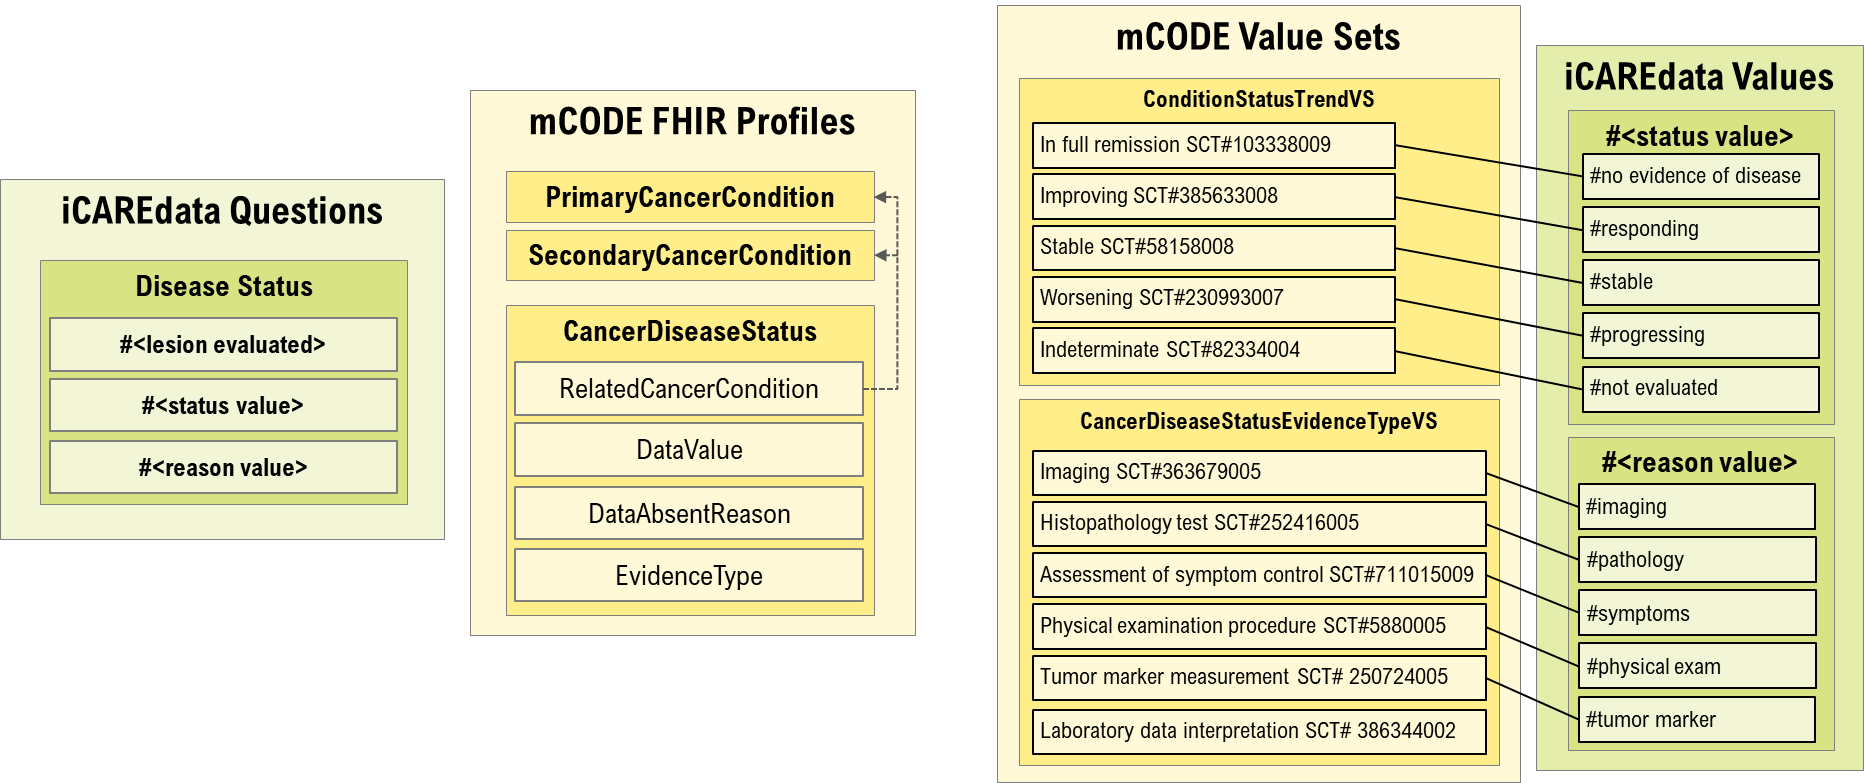 iCAREdata Questions
Disease Status
#<lesion evaluated>
#<status value>
#<reason value>
mCODE FHIR Profiles
PrimaryCancerCondition
SecondaryCancerCondition
CancerDiseaseStatus
RelatedCancerCondition
DataValue
DataAbsentReason
EvidenceType
mCODE Value Sets
ConditionStatusTrendVS
In full remission SCT#103338009
Improving SCT#385633008
Stable SCT#58158008
Worsening SCT#230993007
Indeterminate SCT#82334004
CancerDiseaseStatusEvidenceTypeVS
Imaging SCT#363679005
Histopathology test SCT#252416005
Assessment of symptom control SCT#711015009
Physical examination procedure SCT#5880005
Tumor marker measurement SCT# 250724005
Laboratory data interpretation SCT# 386344002
iCAREdata Values
#<status value>
#no evidence of disease
#responding
#stable
#progressing
#not evaluated
#<reason value>
#imaging
#pathology
#symptoms
#physical exam
#tumor marker